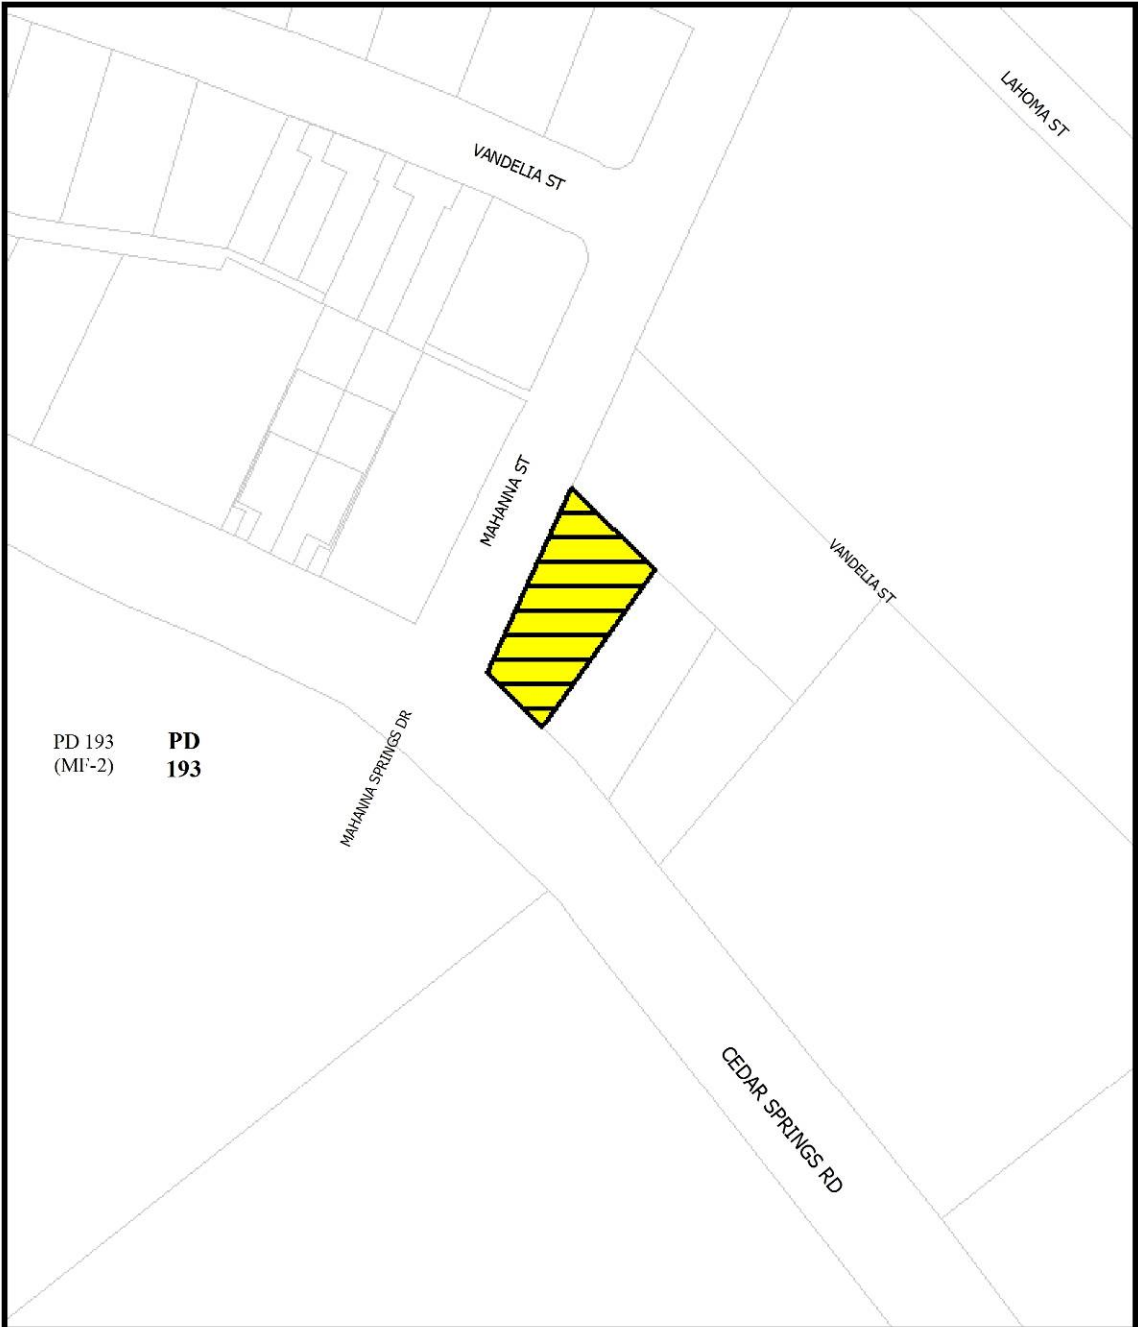 LAHOMA ST
VANDELIA ST
MAHANNA ST
VANDELIA ST
MAHANNA SPRINGS DR
PD 193
(MF-2)
PD
193
CEDAR SPRINGS RD